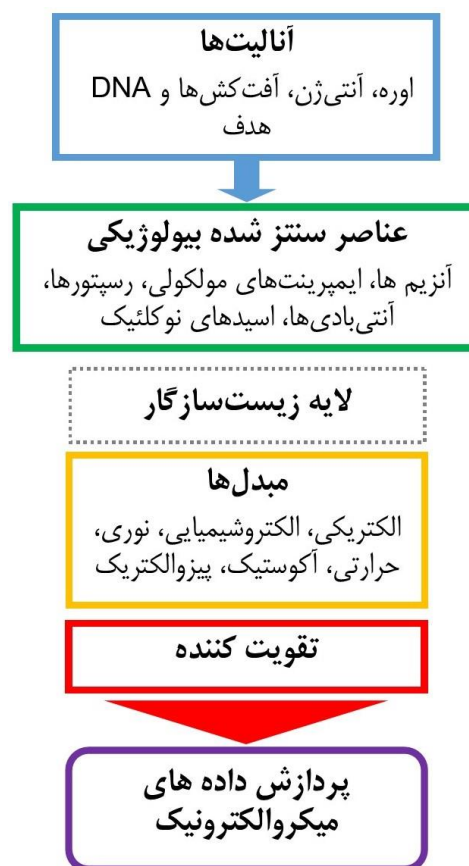 آنالیت‌ها
اوره، آنتی‌ژن، آفت‌کش‌ها و DNA
هدف
عناصر سنتز شده بیولوژیکی
آنزیم ها، ایمپرینت‌های مولکولی، رسپتورها،
آنتی‌بادی‌ها، اسیدهای نوکلئیک
لایه زیست‌سازگار
مبدل‌ها
الکتریکی، الکتروشیمیایی، نوری،
حرارتی، آکوستیک، پیزوالکتریک
تقویت کننده
پردازش داده های
میکروالکترونیک